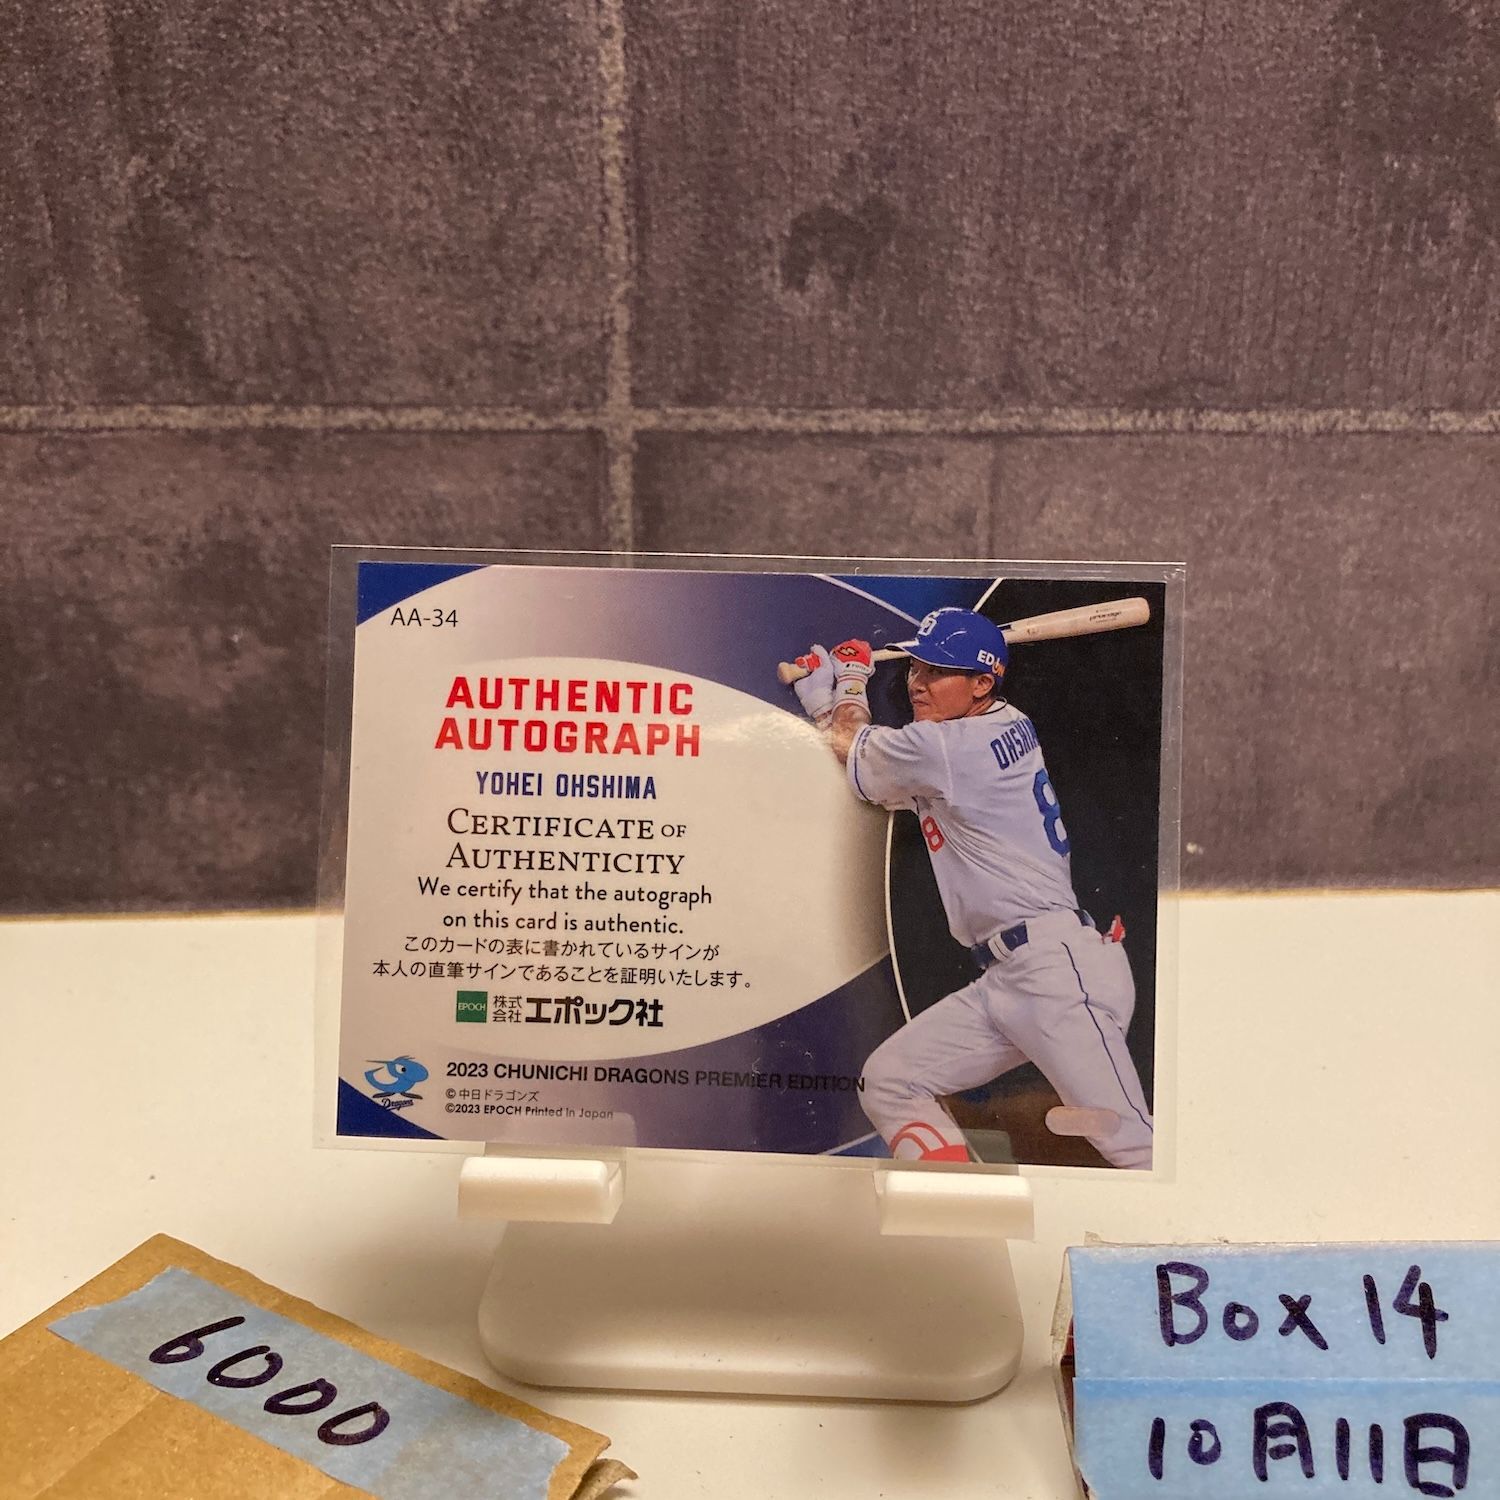 AA-34
AUTHENTIC
AUTOGRAPH
YOHEI OHSHIMA
CERTIFICATE OF
AUTHENTICITY
We certify that the autograph
on this card is authentic.
このカードの表に書かれているサインが
本人の直筆サインであることを証明いたします。
EPOCH 株式会社 エポック社
Dragons
2023 CHUNICHI DRAGONS PREMIER EDITION
© 中日ドラゴンズ
©2023 EPOCH Printed in Japan
8
8
6000
Box 14
10月11日